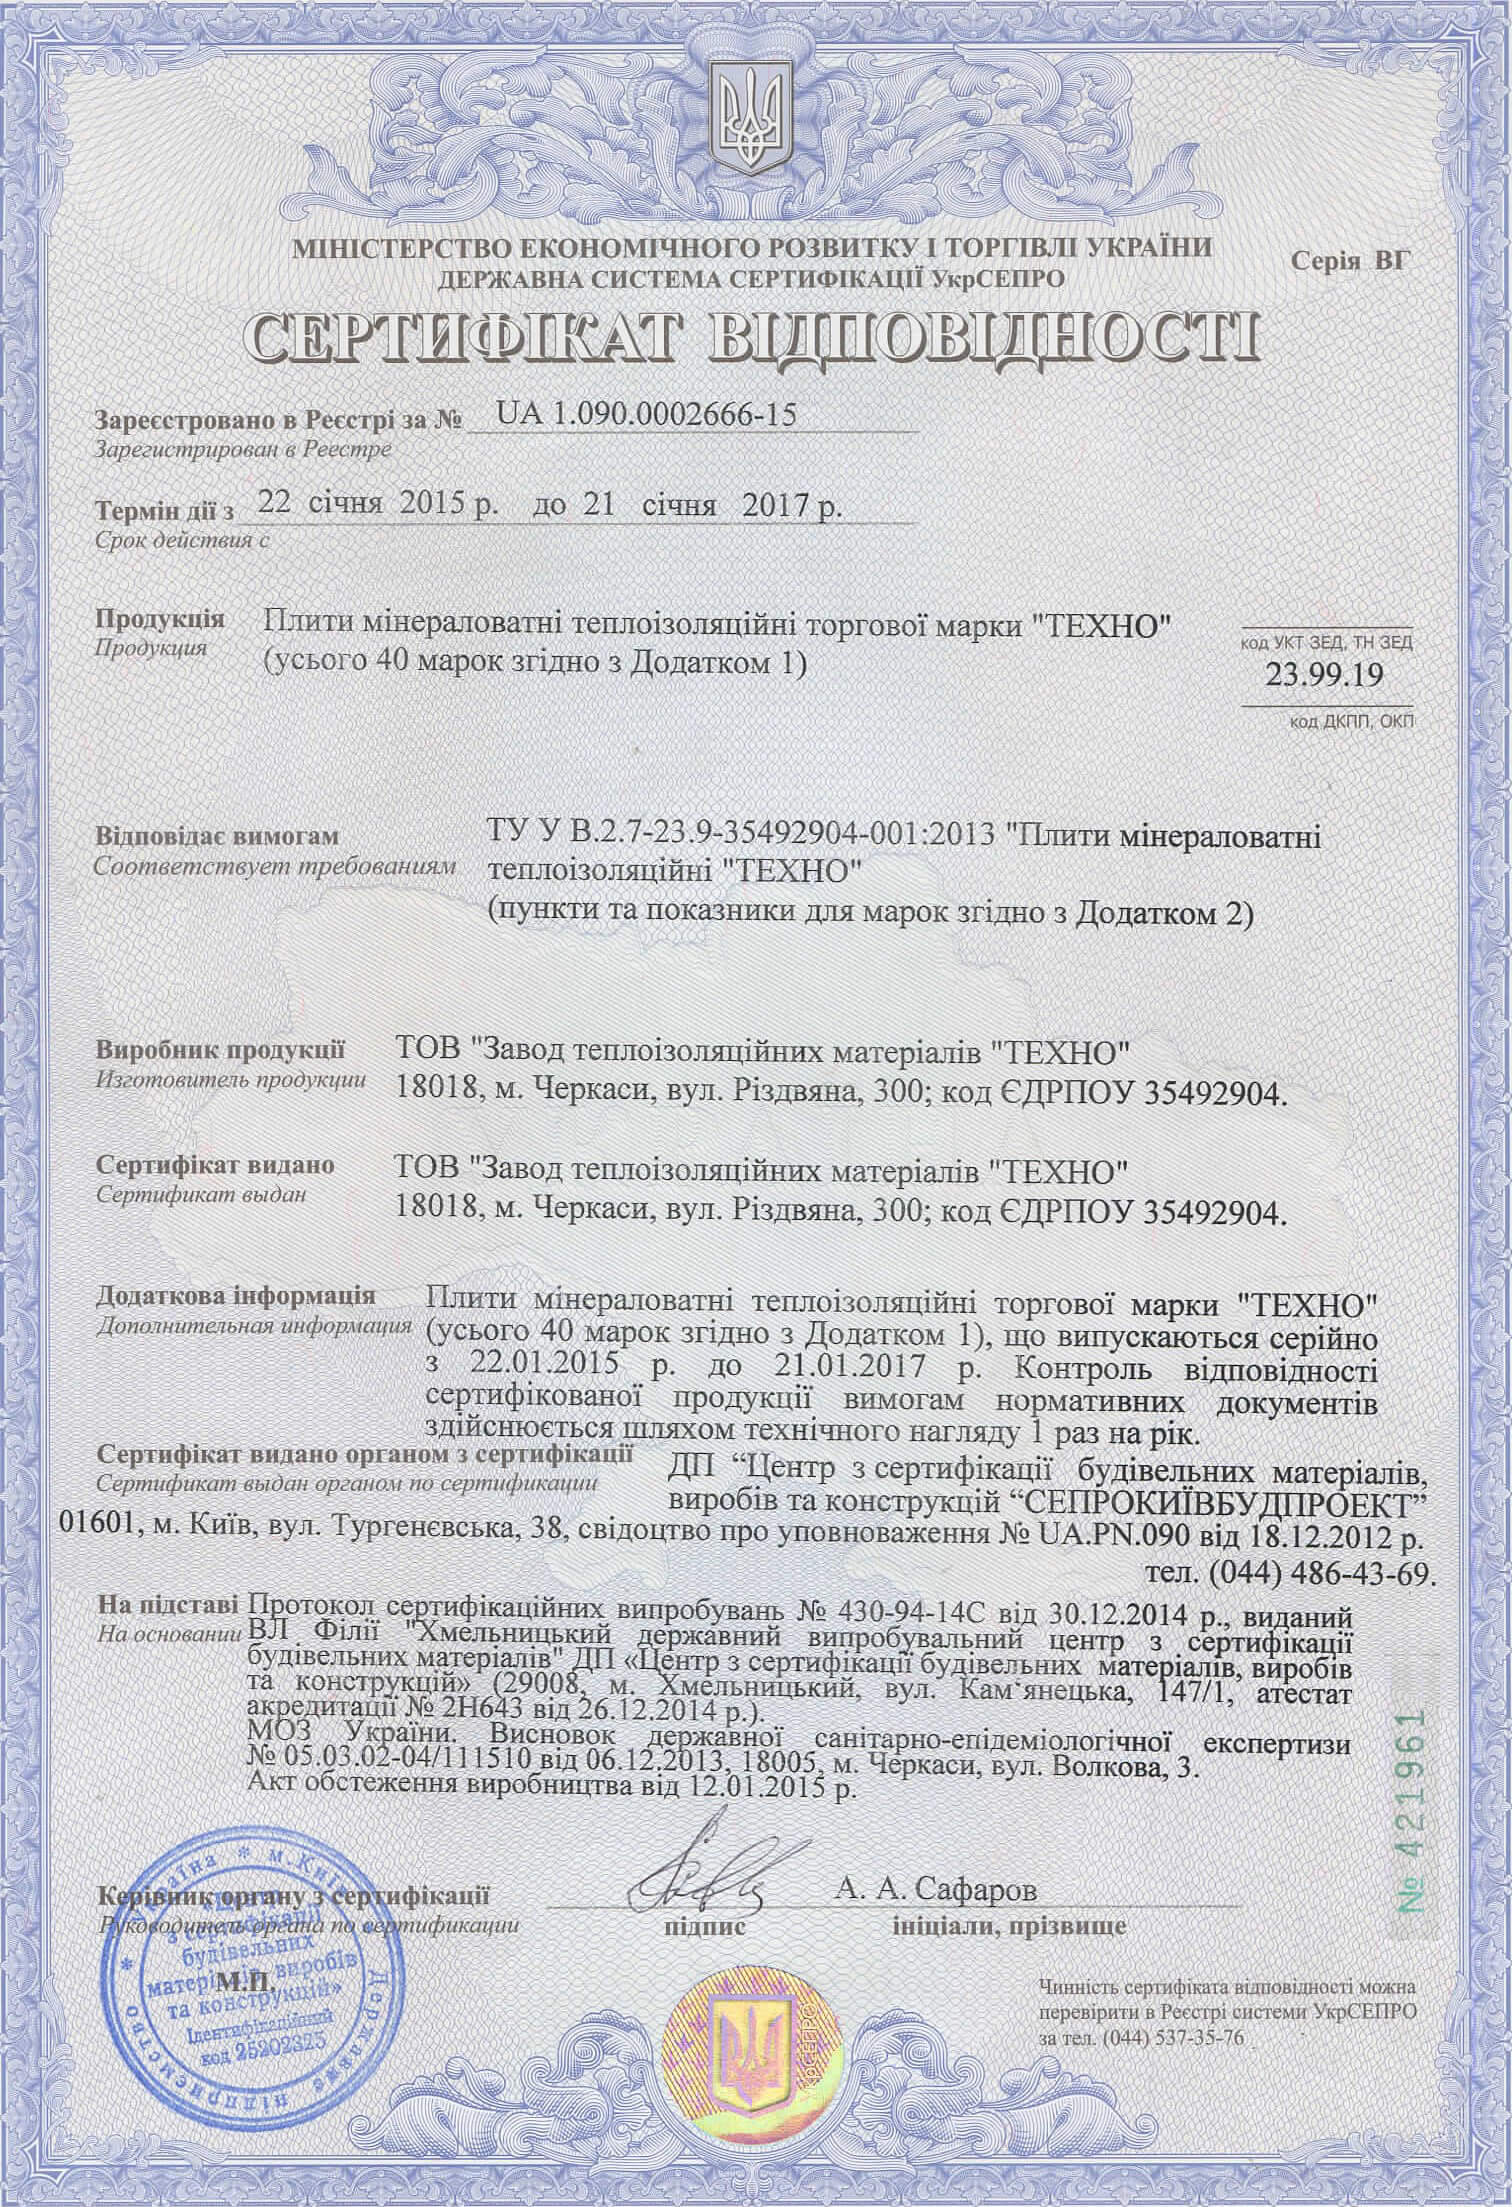 МІНІСТЕРСТВО ЕКОНОМІЧНОГО РОЗВИТКУ І ТОРГІВЛІ УКРАЇНИ
ДЕРЖАВНА СИСТЕМА СЕРТИФІКАЦІЇ УкрСЕПРО
Серія ВГ
СЕРТИФІКАТ ВІДПОВІДНОСТІ
Зареєстровано в Реєстрі за № UA 1.090.0002666-15
Зарегистрирован в Реестре
Термін дії з 22 січня 2015 р. до 21 січня 2017 р.
Срок действия с
Продукція Плити мінераловатні теплоізоляційні торгової марки "ТЕХНО"
Продукция (усього 40 марок згідно з Додатком 1)
код УКТ ЗЕД, ТН ЗЕД
23.99.19
код ДКПП, ОКП
Відповідає вимогам ТУ У В.2.7-23.9-35492904-001:2013 "Плити мінераловатні
Соответствует требованиям теплоізоляційні "ТЕХНО"
(пункти та показники для марок згідно з Додатком 2)
Виробник продукції ТОВ "Завод теплоізоляційних матеріалів "ТЕХНО"
Изготовитель продукции 18018, м. Черкаси, вул. Різдвяна, 300; код ЄДРПОУ 35492904.
Сертифікат видано ТОВ "Завод теплоізоляційних матеріалів "ТЕХНО"
Сертификат выдан 18018, м. Черкаси, вул. Різдвяна, 300; код ЄДРПОУ 35492904.
Додаткова інформація Плити мінераловатні теплоізоляційні торгової марки "ТЕХНО"
Дополнительная информация (усього 40 марок згідно з Додатком 1), що випускаються серійно
з 22.01.2015 р. до 21.01.2017 р. Контроль відповідності
сертифікованої продукції вимогам нормативних документів
здійснюється шляхом технічного нагляду 1 раз на рік.
Сертифікат видано органом з сертифікації ДП “Центр з сертифікації будівельних матеріалів,
Сертификат выдан органом по сертификации виробів та конструкцій “СЕПРОКИЇВБУДПРОЕКТ”
01601, м. Київ, вул. Тургенєвська, 38, свідоцтво про уповноваження № UA.PN.090 від 18.12.2012 р.
тел. (044) 486-43-69.
На підставі Протокол сертифікаційних випробувань № 430-94-14С від 30.12.2014 р., виданий
На основании ВЛ Філії "Хмельницький державний випробувальний центр з сертифікації
будівельних матеріалів" ДП «Центр з сертифікації будівельних матеріалів, виробів
та конструкцій» (29008, м. Хмельницький, вул. Кам‘янецька, 147/1, атестат
акредитації № 2Н643 від 26.12.2014 р.).
МОЗ України. Висновок державної санітарно-епідеміологічної експертизи
№ 05.03.02-04/111510 від 06.12.2013, 18005, м. Черкаси, вул. Волкова, 3.
Акт обстеження виробництва від 12.01.2015 р.
№ 421961
Керівник органу з сертифікації А. А. Сафаров
Руководитель органа по сертификации підпис ініціали, прізвище
М.П.
Україна * м.Київ * Державне підприємство *
«Центр
з сертифікації
будівельних
матеріалів, виробів
та конструкцій»
Ідентифікаційний
код 25202325
УкрСЕПРО
Чинність сертифіката відповідності можна
перевірити в Реєстрі системи УкрСЕПРО
за тел. (044) 537-35-76